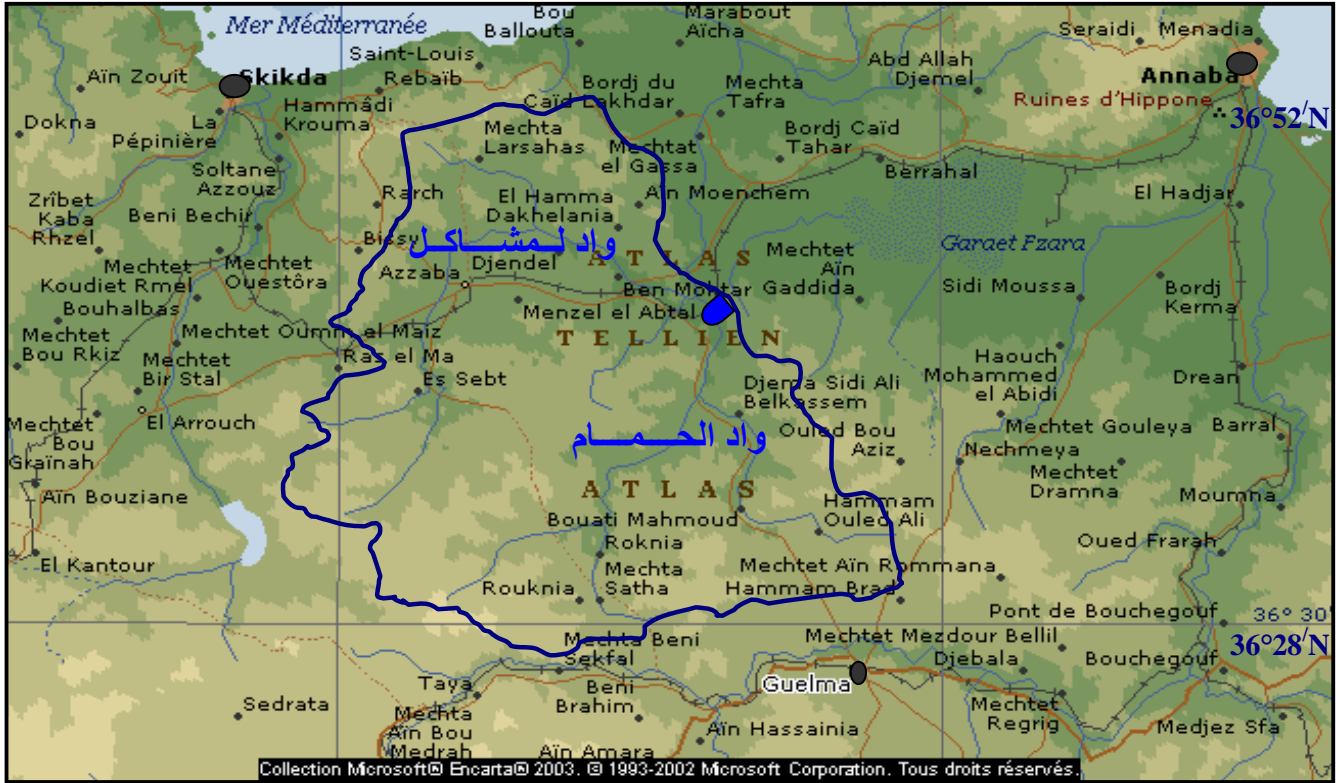 Mer Méditerranée
Bou
Ballouta
Marabout
Aïcha
Seraidi
Menadia
Saint-Louis
Rebaïb
Abd Allah
Djemel
Aïn Zouit
Skikda
Bordj du
Caïd Lakhdar
Mechta
Tafra
Annaba
Ruines d'Hippone
36°52/N
Hammádi
Krouma
Dokna
La
Pépinière
Mechta
Larsahas
Mechtat
el Gassa
Bordj Caïd
Tahar
Berrahal
Soltane
Azzouz
Rarch
El Hamma
Dakhelania
Aïn Moenchem
El Hadjar
Zrîbet
Kaba
Rhzel
Beni Bechir
Bissy
واد لـمـشـــاكــل
Djendel
ATLAS
Mechtet
Aïn
Gaddida
Garaet Fzara
Mechtet
Koudiet Rmel
Mechtet
Ouestôra
Azzaba
Ben Mohtar
Sidi Moussa
Bordj
Kerma
Bouhalbas
Menzel el Abtal
Mechtet
Bou Rkiz
Mechtet Oumm el Maiz
TELLIEN
Mechtet
Bir Stal
Ras el Ma
Es Sebt
Djema Sidi Ali
Belkassem
Haouch
Mohammed
el Abidi
Drean
El Arrouch
Mechtet
Bou
Graïnah
واد الـحــمــــام
Ouled Bou
Aziz
Mechtet Gouleya
Barral
Nechmeya
Mechtet
Dramna
Aïn Bouziane
ATLAS
Hammam
Ouled Ali
Moumna
Bouati Mahmoud
Roknia
Oued Frarah
El Kantour
Mechta
Satha
Rouknia
Mechtet Aïn Rommana
Hammam Brad
Pont de Bouchegouf
36° 30'
Mechta Beni
Sekfal
Mechtet Mezdour Bellil
36°28/N
Djebala
Bouchegouf
Guelma
Taya
Beni
Brahim
Sedrata
Mechta
Aïn Bou
Medrah
Mechtet
Regrig
Medjez Sfa
Aïn Hassainia
Aïn Amara
Collection Microsoft® Encarta® 2003. © 1993-2002 Microsoft Corporation. Tous droits réservés.